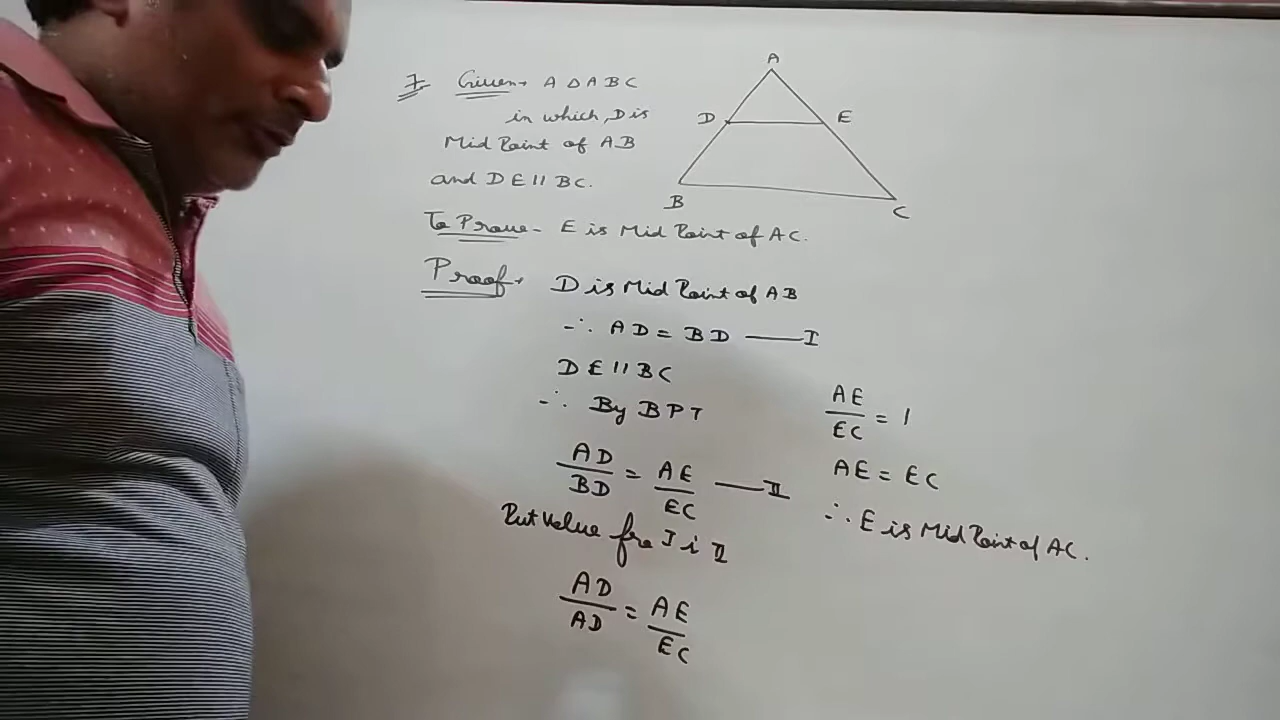 7 Given→ A △ABC
in which, D is
Mid Point of AB
and DE॥BC.
To Prove - E is Mid Point of AC.
A
D
E
B
C
Proof→ D is Mid Point of AB
∴ AD = BD —— I
DE॥BC
∴ By BPT
AD/BD = AE/EC —— II
Put Value fro I i II
AD/AD = AE/EC
AE/EC = 1
AE = EC
∴ E is Mid Point of AC.